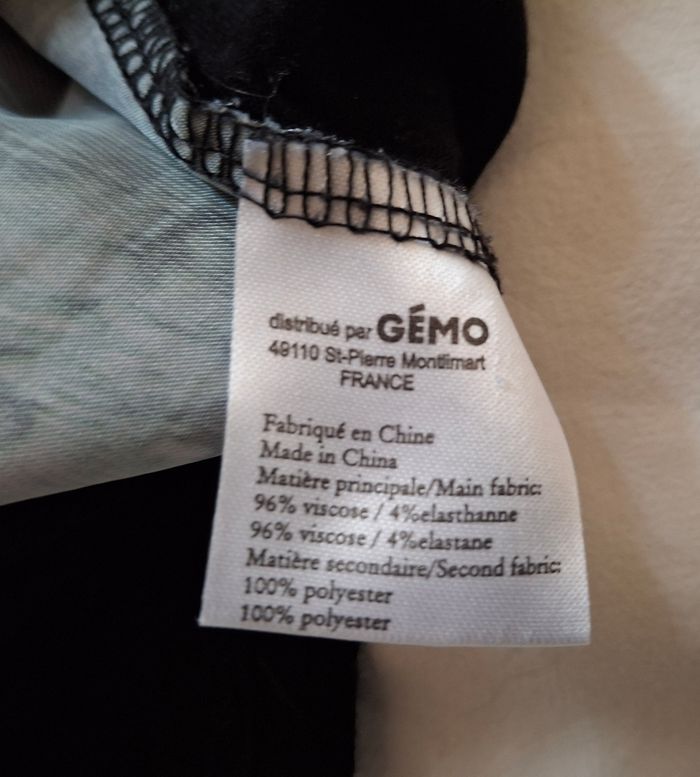 distribué par GÉMO
49110 St-Pierre Montlimart
FRANCE
Fabriqué en Chine
Made in China
Matière principale/Main fabric:
96% viscose / 4%elasthanne
96% viscose / 4%elastane
Matière secondaire/Second fabric:
100% polyester
100% polyester